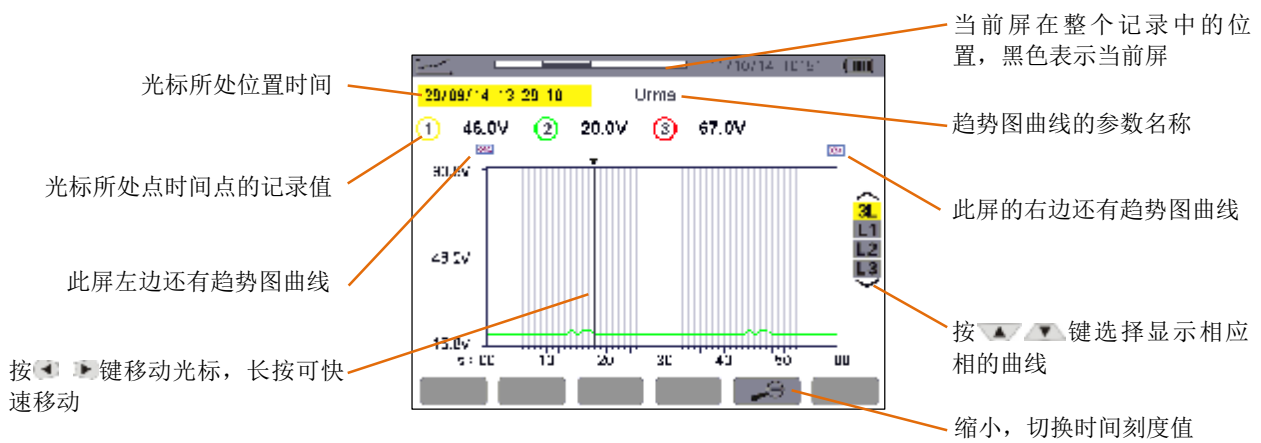 当前屏在整个记录中的位
置，黑色表示当前屏
光标所处位置时间
Urms
趋势图曲线的参数名称
1 46.0V 2 20.0V 3 67.0V
光标所处点时间点的记录值
此屏的右边还有趋势图曲线
3L
L1
L2
L3
此屏左边还有趋势图曲线
按 键选择显示相应
相的曲线
10 20 30 40 50 00
按 键移动光标，长按可快
速移动
缩小，切换时间刻度值